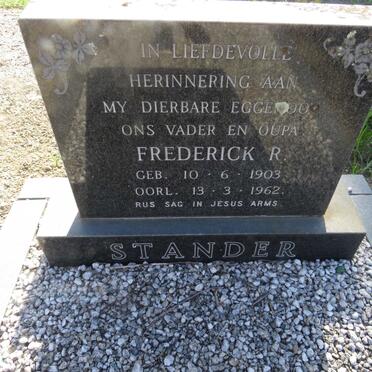 IN LIEFDEVOLLE
HERINNERING AAN
MY DIERBARE EGGENOOT
ONS VADER EN OUPA
FREDERICK R.
GEB. 10 - 6 - 1903
OORL. 13 - 3 - 1962.
RUS SAG IN JESUS ARMS.
STANDER